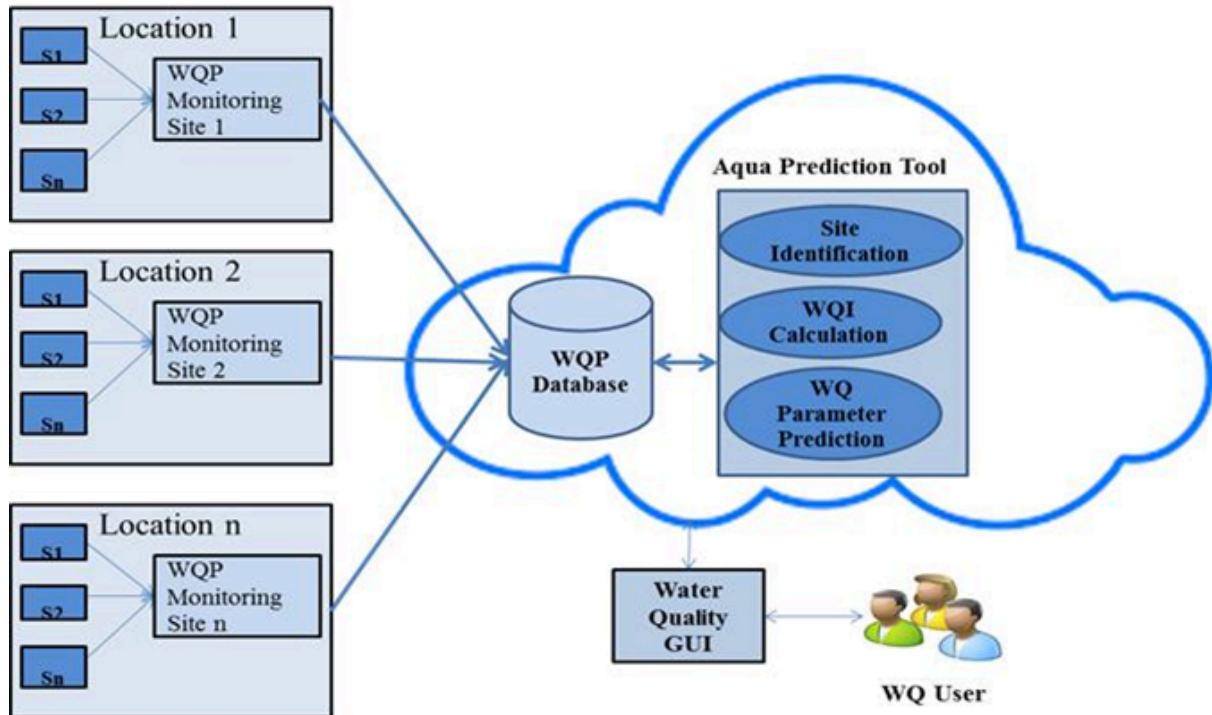 Location 1
S1
S2
Sn
WQP
Monitoring
Site 1
Location 2
S1
S2
Sn
WQP
Monitoring
Site 2
Location n
S1
S2
Sn
WQP
Monitoring
Site n
WQP
Database
Aqua Prediction Tool
Site
Identification
WQI
Calculation
WQ
Parameter
Prediction
Water
Quality
GUI
WQ User